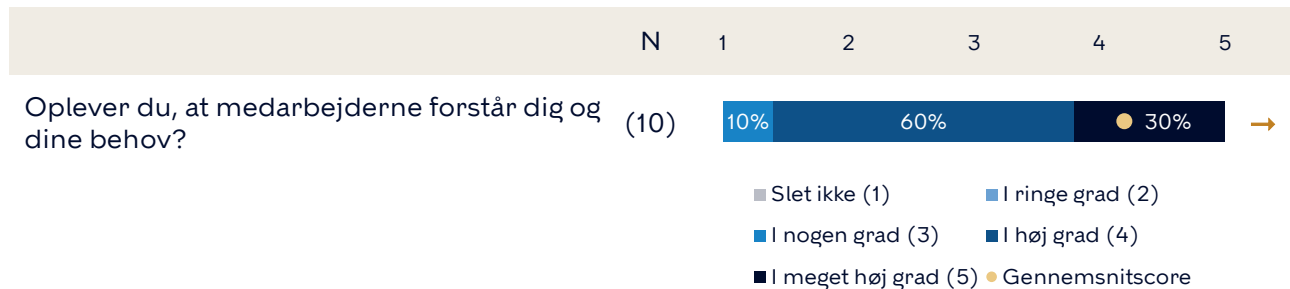 N 1 2 3 4 5
Oplever du, at medarbejderne forstår dig og
dine behov?
(10) 10% 60% 30% →
Slet ikke (1) I ringe grad (2)
I nogen grad (3) I høj grad (4)
I meget høj grad (5) Gennemsnitscore